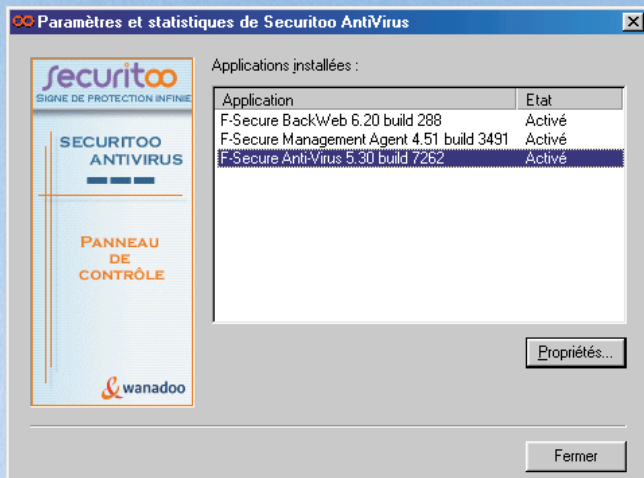 Paramètres et statistiques de Securitoo AntiVirus
securitoo
SIGNE DE PROTECTION INFINIE
SECURITOO
ANTIVIRUS
PANNEAU
DE
CONTRÔLE
& wanadoo
Applications installées :
Application Etat
F-Secure BackWeb 6.20 build 288 Activé
F-Secure Management Agent 4.51 build 3491 Activé
F-Secure Anti-Virus 5.30 build 7262 Activé
Propriétés...
Fermer